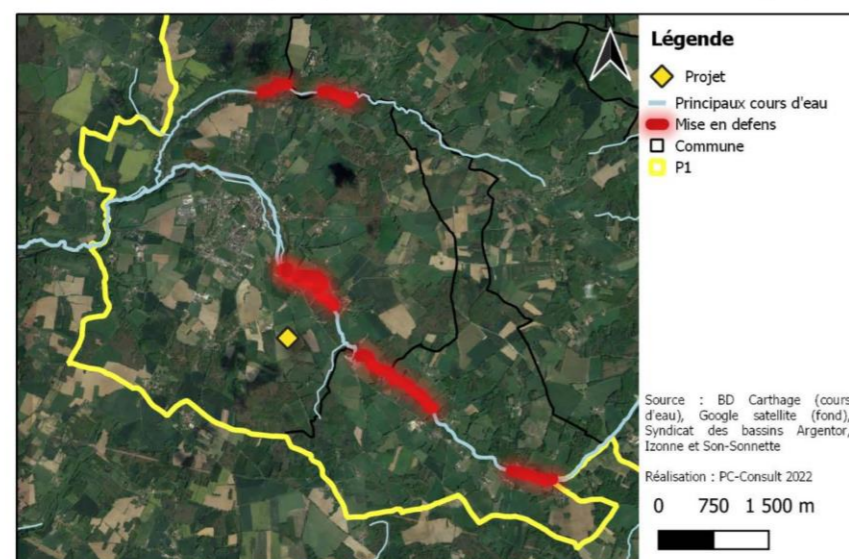 Légende
Projet
Principaux cours d'eau
Mise en defens
Commune
P1
Source : BD Carthage (cours
d'eau), Google satellite (fond),
Syndicat des bassins Argentor,
Izonne et Son-Sonnette
Réalisation : PC-Consult 2022
0 750 1 500 m